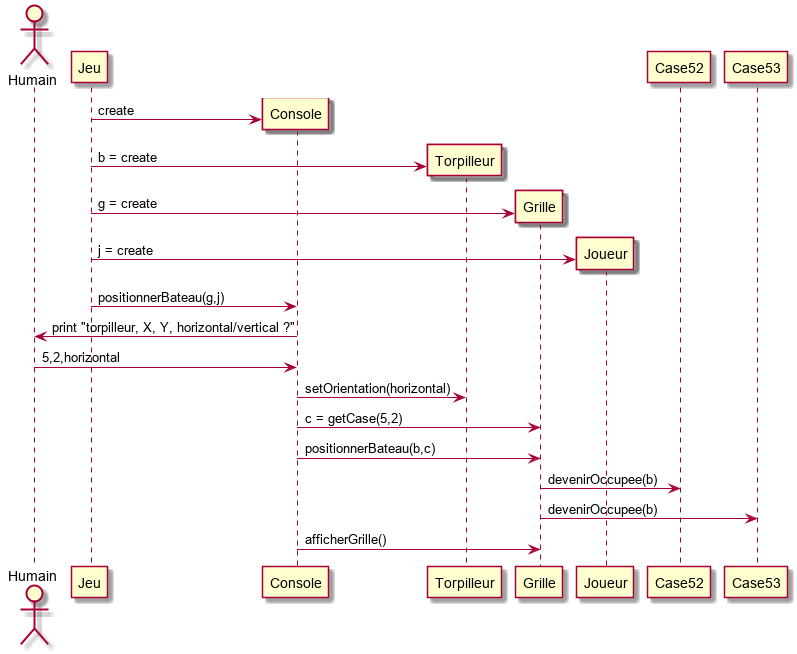 Humain
Jeu
Case52
Case53
create
Console
b = create
Torpilleur
g = create
Grille
j = create
Joueur
positionnerBateau(g,j)
print "torpilleur, X, Y, horizontal/vertical ?"
5,2,horizontal
setOrientation(horizontal)
c = getCase(5,2)
positionnerBateau(b,c)
devenirOccupee(b)
devenirOccupee(b)
afficherGrille()
Humain
Jeu
Console
Torpilleur
Grille
Joueur
Case52
Case53